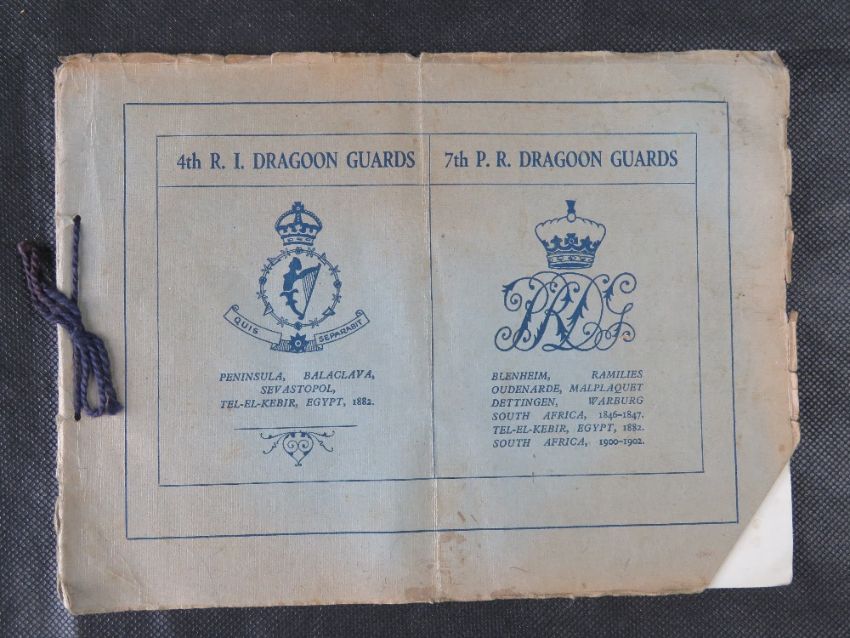 4th R. I. DRAGOON GUARDS
QUIS SEPARABIT
PENINSULA, BALACLAVA,
SEVASTOPOL,
TEL-EL-KEBIR, EGYPT, 1882.
7th P. R. DRAGOON GUARDS
PRDG
BLENHEIM, RAMILIES
OUDENARDE, MALPLAQUET
DETTINGEN, WARBURG
SOUTH AFRICA, 1846-1847.
TEL-EL-KEBIR, EGYPT, 1882.
SOUTH AFRICA, 1900-1902.